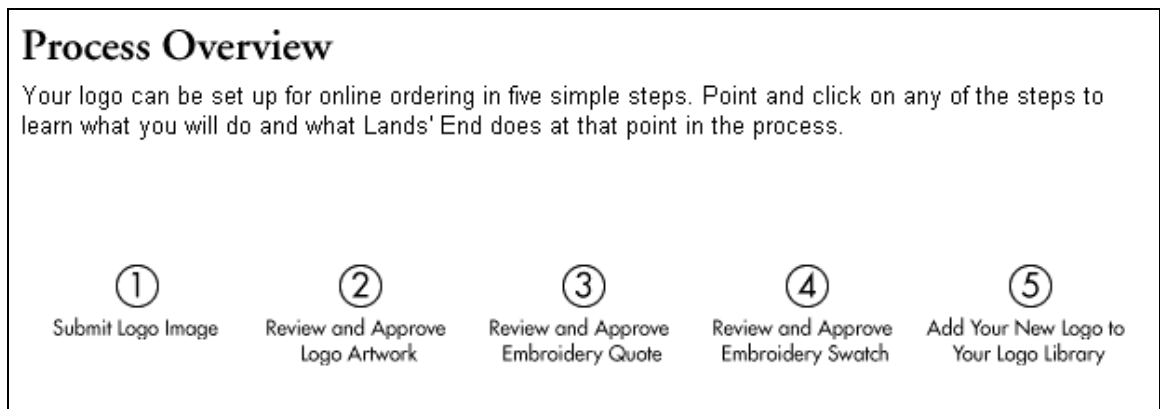 Process Overview
Your logo can be set up for online ordering in five simple steps. Point and click on any of the steps to
learn what you will do and what Lands' End does at that point in the process.
1
Submit Logo Image
2
Review and Approve
Logo Artwork
3
Review and Approve
Embroidery Quote
4
Review and Approve
Embroidery Swatch
5
Add Your New Logo to
Your Logo Library